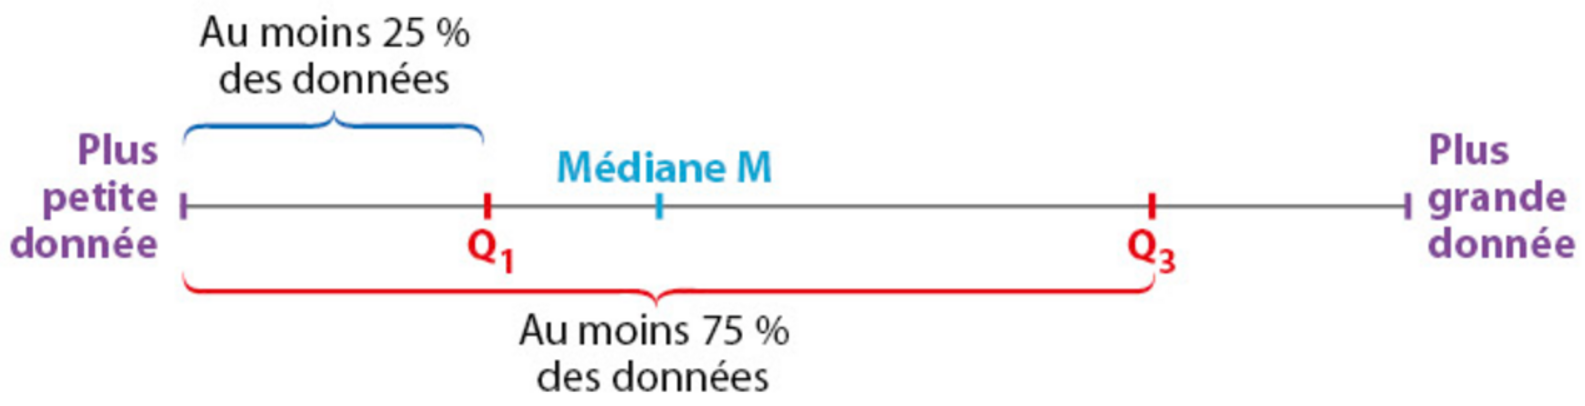 Au moins 25 %
des données
Plus
petite
donnée
Médiane M
Plus
grande
donnée
Q1
Q3
Au moins 75 %
des données